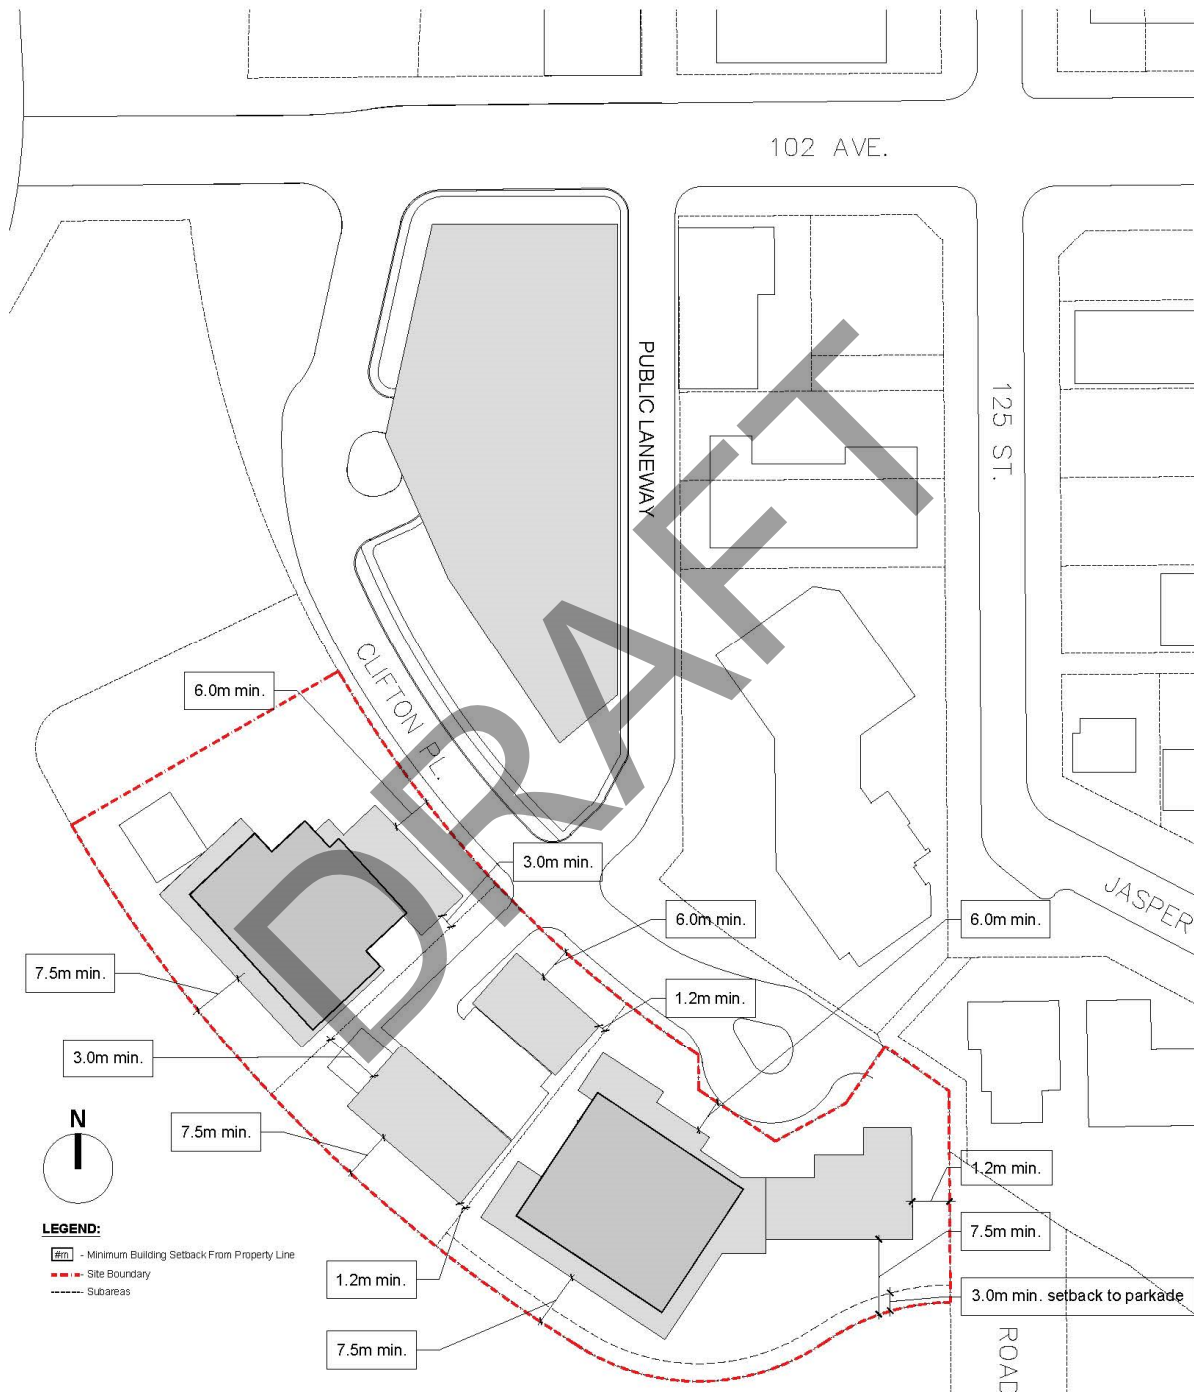 102 AVE.
PUBLIC LANEWAY
125 ST.
CLIFTON PL.
6.0m min.
DRAFT
3.0m min.
6.0m min.
6.0m min.
JASPER
7.5m min.
1.2m min.
3.0m min.
N
7.5m min.
1.2m min.
LEGEND:
7.5m min.
#m - Minimum Building Setback From Property Line
Site Boundary
1.2m min.
Subareas
3.0m min. setback to parkade
7.5m min.
ROAD